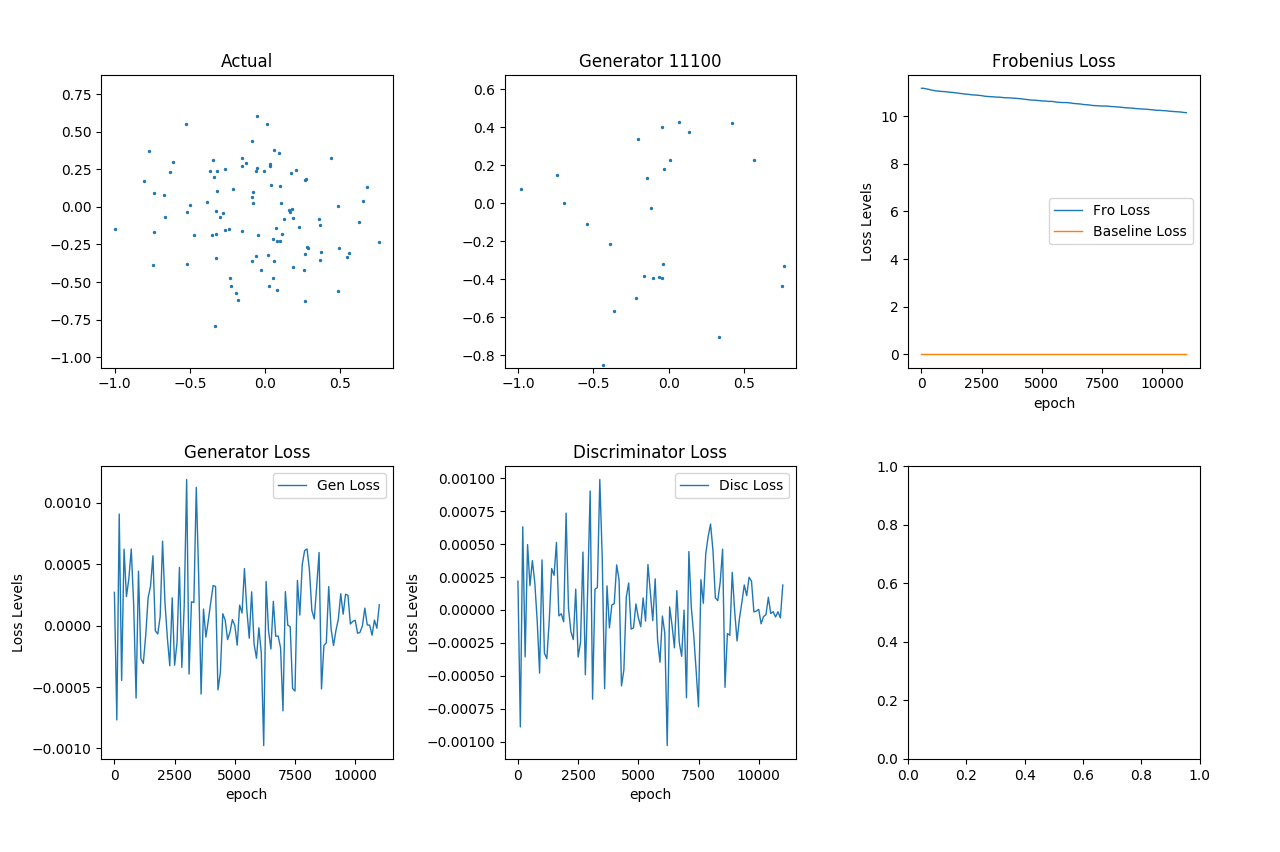 Actual
0.75
0.50
0.25
0.00
−0.25
−0.50
−0.75
−1.00
−1.0 −0.5 0.0 0.5
Generator 11100
0.6
0.4
0.2
0.0
−0.2
−0.4
−0.6
−0.8
−1.0 −0.5 0.0 0.5
Frobenius Loss
Loss Levels
10
8
6
4
2
0
Fro Loss
Baseline Loss
0 2500 5000 7500 10000
epoch
Generator Loss
Loss Levels
0.0010
0.0005
0.0000
−0.0005
−0.0010
Gen Loss
0 2500 5000 7500 10000
epoch
Discriminator Loss
Loss Levels
0.00100
0.00075
0.00050
0.00025
0.00000
−0.00025
−0.00050
−0.00075
−0.00100
Disc Loss
0 2500 5000 7500 10000
epoch
1.0
0.8
0.6
0.4
0.2
0.0
0.0 0.2 0.4 0.6 0.8 1.0